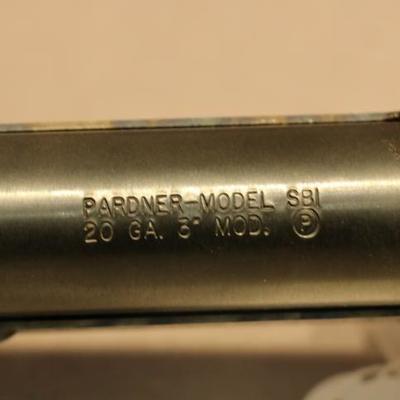 PARDNER-MODEL SB1
20 GA. 3" MOD. P